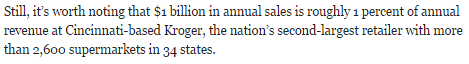 Still, it’s worth noting that $1 billion in annual sales is roughly 1 percent of annual
revenue at Cincinnati-based Kroger, the nation’s second-largest retailer with more
than 2,600 supermarkets in 34 states.